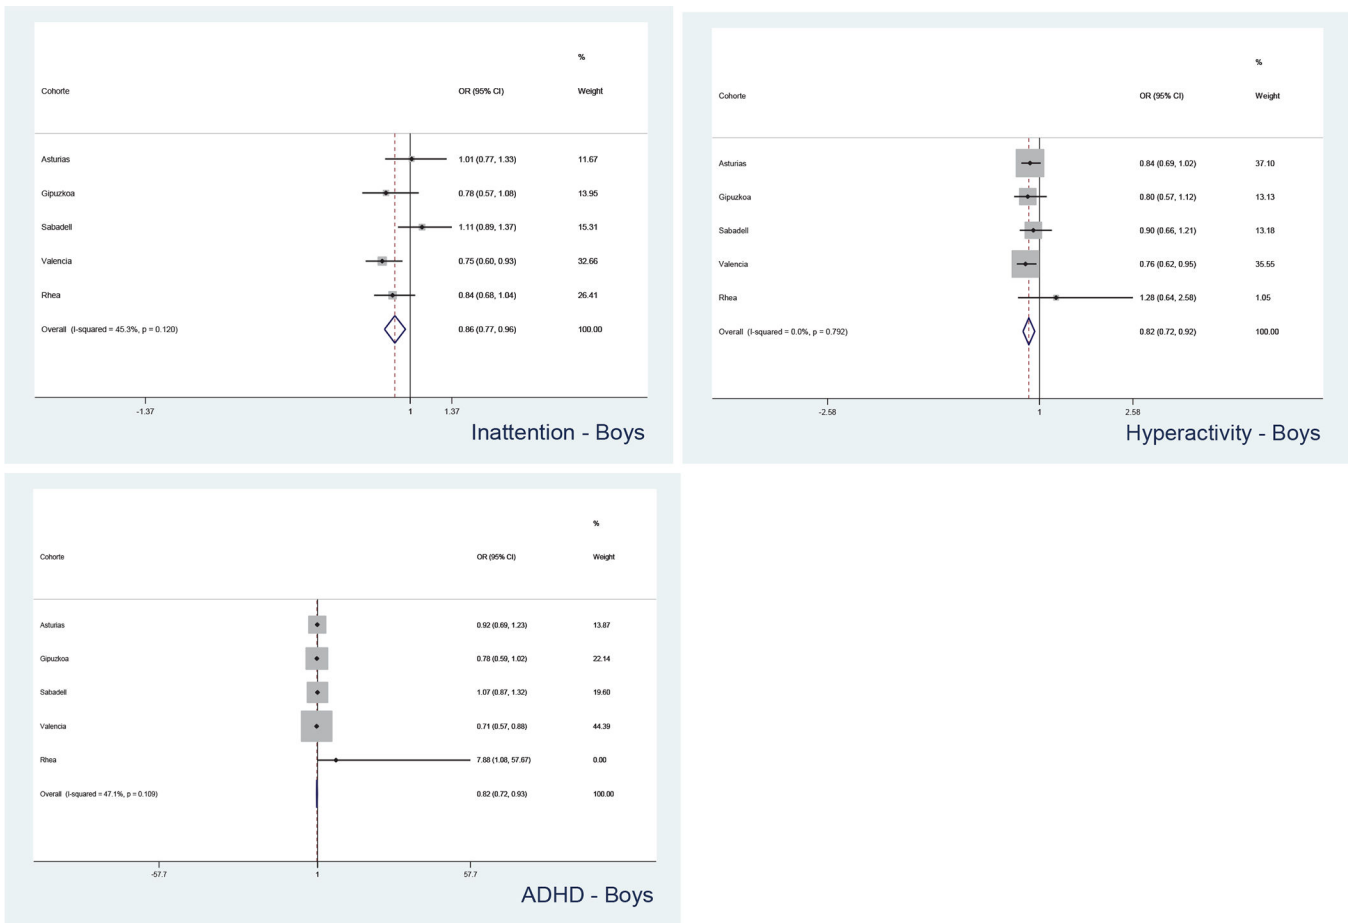 %
Cohorte OR (95% CI) Weight
Asturias 1.01 (0.77, 1.33) 11.67
Gipuzkoa 0.78 (0.57, 1.08) 13.95
Sabadell 1.11 (0.89, 1.37) 15.31
Valencia 0.75 (0.60, 0.93) 32.66
Rhea 0.84 (0.68, 1.04) 26.41
Overall (I-squared = 45.3%, p = 0.120) 0.86 (0.77, 0.96) 100.00
-1.37 1 1.37
Inattention - Boys
%
Cohorte OR (95% CI) Weight
Asturias 0.84 (0.69, 1.02) 37.10
Gipuzkoa 0.80 (0.57, 1.12) 13.13
Sabadell 0.90 (0.66, 1.21) 13.18
Valencia 0.76 (0.62, 0.95) 35.55
Rhea 1.28 (0.64, 2.58) 1.05
Overall (I-squared = 0.0%, p = 0.792) 0.82 (0.72, 0.92) 100.00
-2.58 1 2.58
Hyperactivity - Boys
%
Cohorte OR (95% CI) Weight
Asturias 0.92 (0.69, 1.23) 13.87
Gipuzkoa 0.78 (0.59, 1.02) 22.14
Sabadell 1.07 (0.87, 1.32) 19.60
Valencia 0.71 (0.57, 0.88) 44.39
Rhea 7.88 (1.08, 57.67) 0.00
Overall (I-squared = 47.1%, p = 0.109) 0.82 (0.72, 0.93) 100.00
-57.7 1 57.7
ADHD - Boys